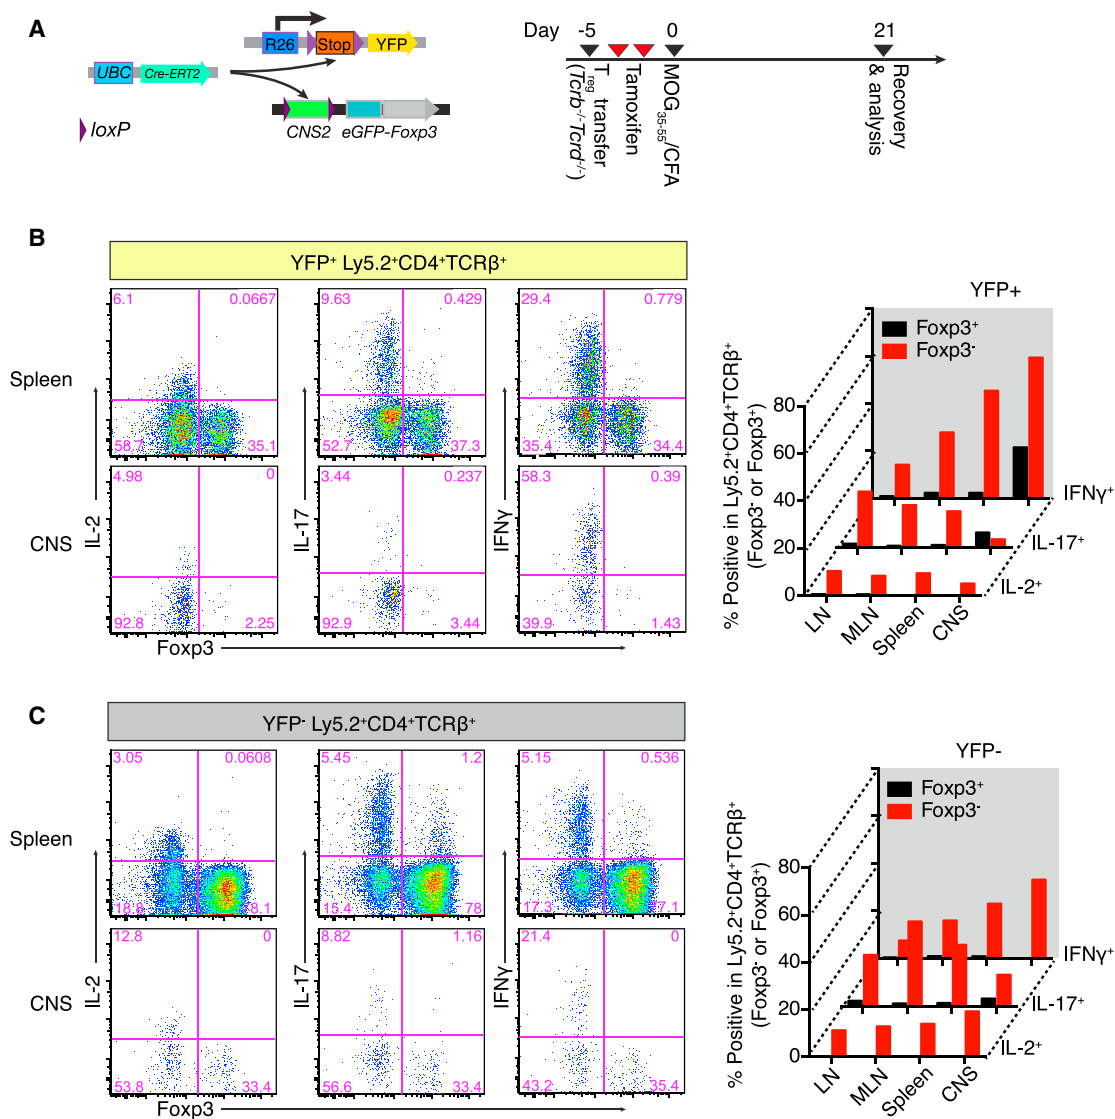 A
R26
Stop
YFP
UBC
Cre-ERT2
CNS2
eGFP-Foxp3
loxP
Day
-5
0
21
Treg transfer
(Tcrb-/-Tcrd-/-)
Tamoxifen
MOG35-55/CFA
Recovery
& analysis
B
YFP+ Ly5.2+CD4+TCRβ+
Spleen
6.1
0.0667
58.7
35.1
9.63
0.429
52.7
37.3
29.4
0.779
35.4
34.4
CNS
4.98
0
92.8
2.25
3.44
0.237
92.9
3.44
58.3
0.39
39.9
1.43
IL-2
IL-17
IFNγ
Foxp3
YFP+
Foxp3+
Foxp3-
% Positive in Ly5.2+CD4+TCRβ+
(Foxp3- or Foxp3+)
80
60
40
20
0
IFNγ+
IL-17+
IL-2+
LN
MLN
Spleen
CNS
C
YFP- Ly5.2+CD4+TCRβ+
Spleen
3.05
0.0608
5.45
1.2
15.4
78
5.15
0.536
17.3
CNS
12.8
0
53.8
33.4
8.82
1.16
56.6
33.4
21.4
0
43.2
35.4
IL-2
IL-17
IFNγ
Foxp3
YFP-
Foxp3+
Foxp3-
% Positive in Ly5.2+CD4+TCRβ+
(Foxp3- or Foxp3+)
80
60
40
20
0
IFNγ+
IL-17+
IL-2+
LN
MLN
Spleen
CNS